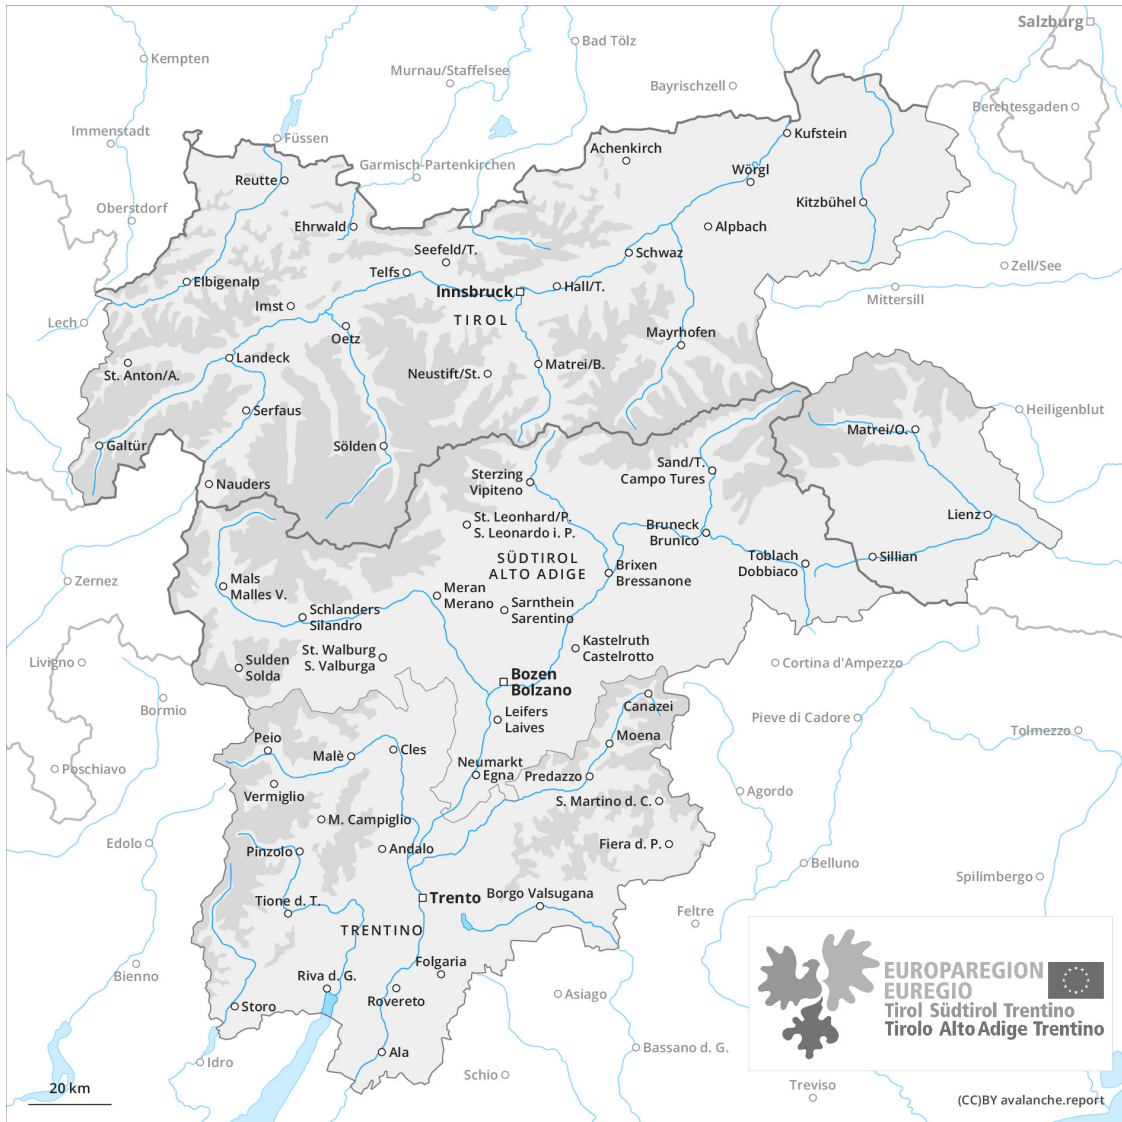 Salzburg
Bad Tölz
Kempten
Murnau/Staffelsee
Bayrischzell
Berchtesgaden
Immenstadt
Füssen
Kufstein
Achenkirch
Garmisch-Partenkirchen
Wörgl
Reutte
Kitzbühel
Oberstdorf
Ehrwald
Alpbach
Seefeld/T.
Schwaz
Zell/See
Telfs
Elbigenalp
Hall/T.
Innsbruck
Mittersill
Imst
TIROL
Lech
Oetz
Mayrhofen
Landeck
Matrei/B.
St. Anton/A.
Neustift/St.
Serfaus
Heiligenblut
Matrei/O.
Galtür
Sölden
Sand/T.
Campo Tures
Sterzing
Vipiteno
Nauders
St. Leonhard/P.
S. Leonardo i. P.
Lienz
Bruneck
Brunico
SÜDTIROL
ALTO ADIGE
Toblach
Dobbiaco
Sillian
Brixen
Bressanone
Zernez
Mals
Malles V.
Meran
Merano
Sarnthein
Sarentino
Schlanders
Silandro
Kastelruth
Castelrotto
St. Walburg
S. Valburga
Livigno
Sulden
Solda
Cortina d'Ampezzo
Bozen
Bolzano
Bormio
Canazei
Leifers
Laives
Pieve di Cadore
Tolmezzo
Moena
Peio
Malè
Cles
Neumarkt
Egna
Predazzo
Poschiavo
Vermiglio
Agordo
S. Martino d. C.
M. Campiglio
Edolo
Pinzolo
Andalo
Fiera d. P.
Belluno
Spilimbergo
Tione d. T.
Trento
Borgo Valsugana
Feltre
TRENTINO
Folgaria
Bienno
Riva d. G.
Rovereto
Asiago
Storo
EUROPAREGION
EUREGIO
Tirol Südtirol Trentino
Tirolo Alto Adige Trentino
Ala
Bassano d. G.
Idro
Schio
Treviso
20 km
(CC)BY avalanche.report